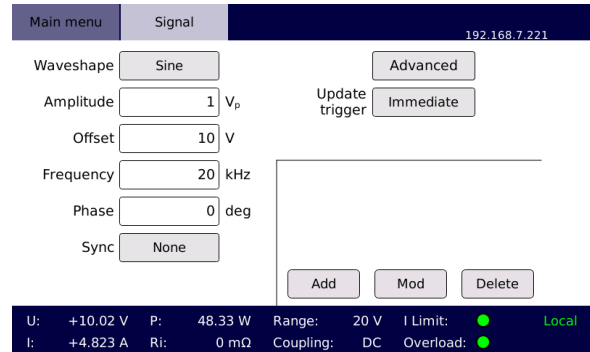 Main menu Signal
192.168.7.221
Waveshape Sine Advanced
Amplitude 1 Vₚ Update trigger Immediate
Offset 10 V
Frequency 20 kHz
Phase 0 deg
Sync None
Add Mod Delete
U: +10.02 V P: 48.33 W Range: 20 V I Limit: Local
I: +4.823 A Ri: 0 mΩ Coupling: DC Overload: